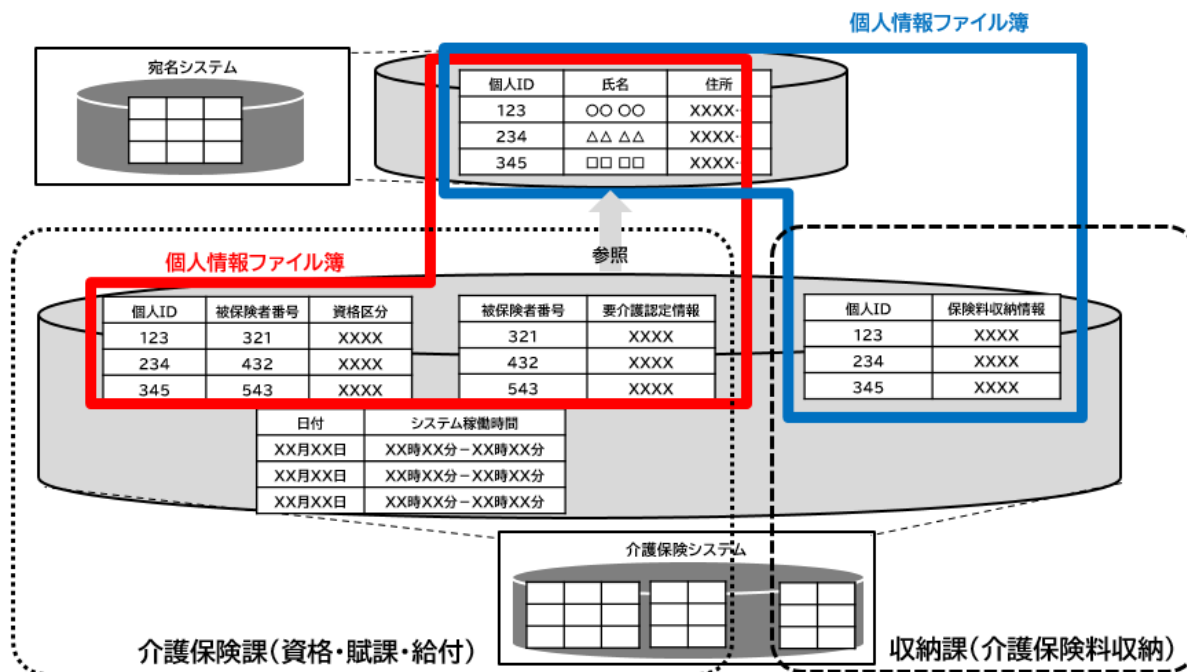 個人情報ファイル簿
宛名システム
個人ID 氏名 住所
123 〇〇 〇〇 XXXX‥
234 △△ △△ XXXX‥
345 □□ □□ XXXX‥
参照
個人情報ファイル簿
個人ID 被保険者番号 資格区分
123 321 XXXX
234 432 XXXX
345 543 XXXX
被保険者番号 要介護認定情報
321 XXXX
432 XXXX
543 XXXX
個人ID 保険料収納情報
123 XXXX
234 XXXX
345 XXXX
日付 システム稼働時間
XX月XX日 XX時XX分－XX時XX分
XX月XX日 XX時XX分－XX時XX分
XX月XX日 XX時XX分－XX時XX分
介護保険システム
介護保険課（資格・賦課・給付）
収納課（介護保険料収納）